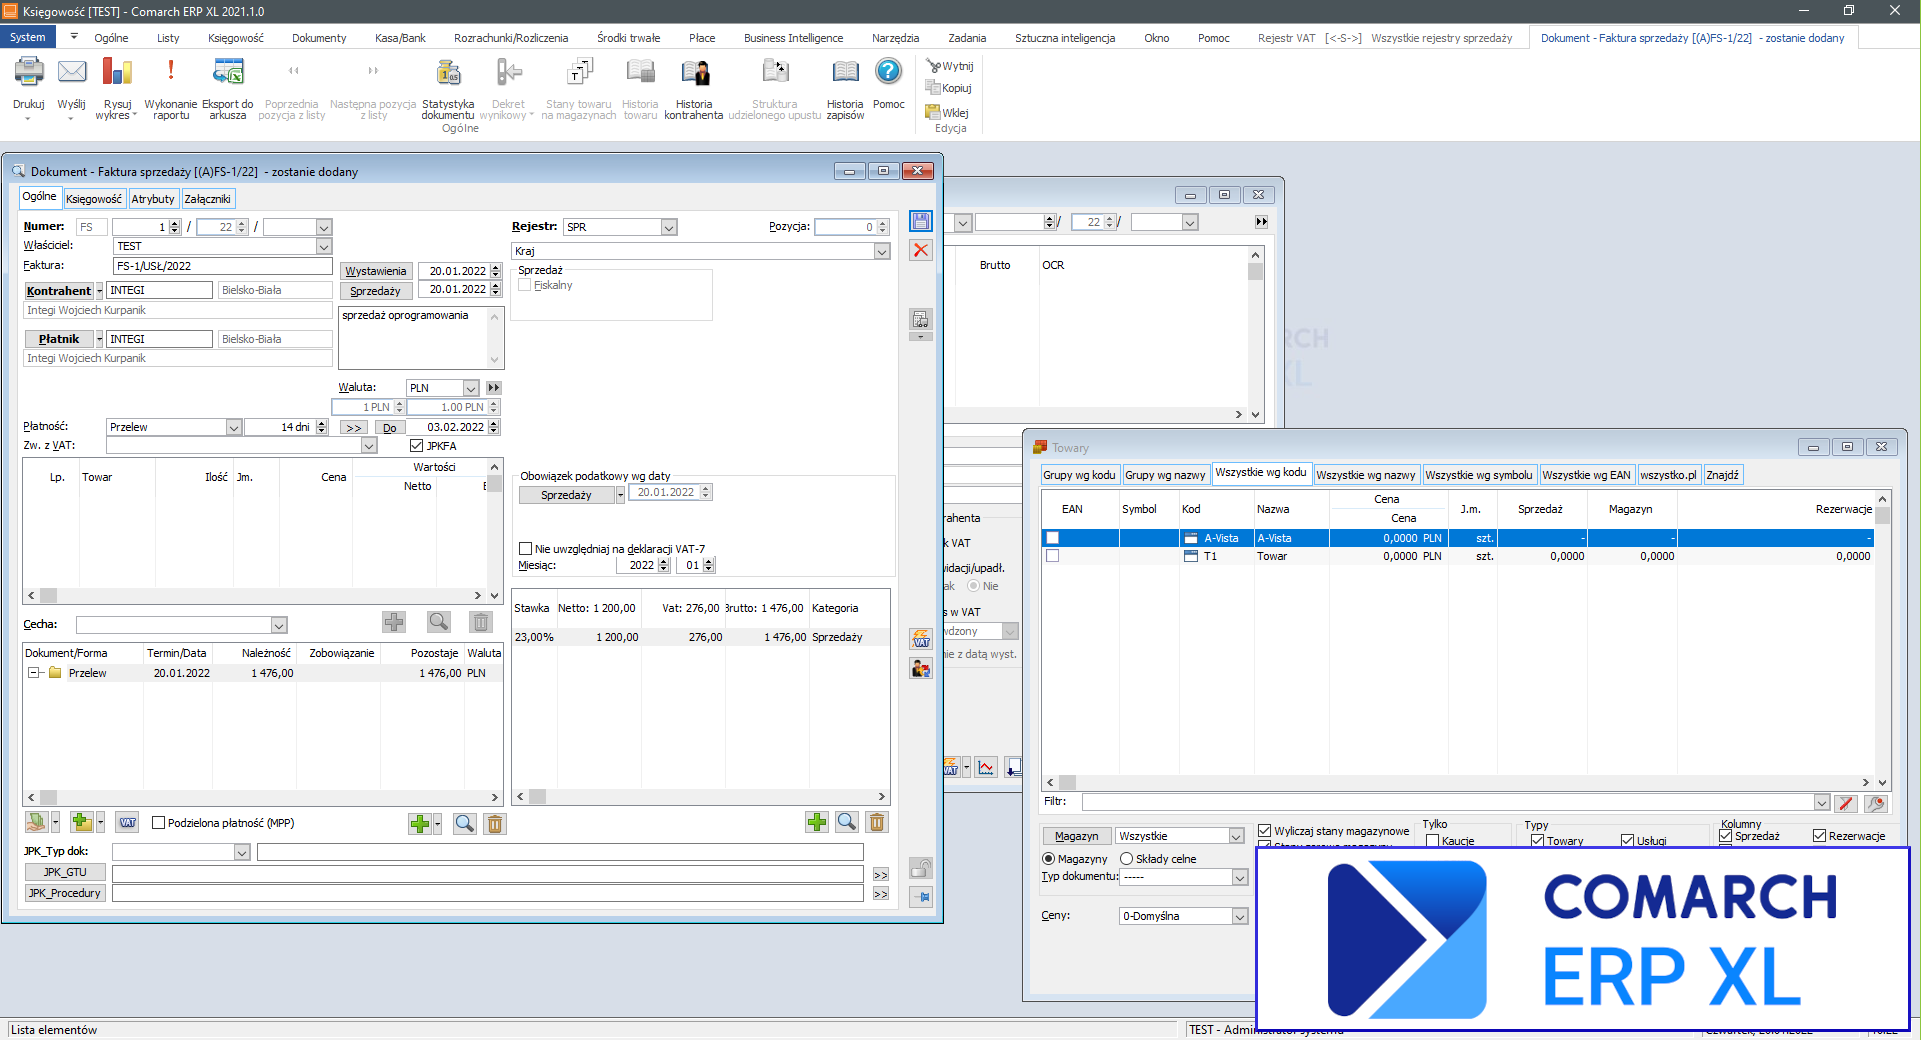 Księgowość [TEST] - Comarch ERP XL 2021.1.0
System Ogólne Listy Księgowość Dokumenty Kasa/Bank Rozrachunki/Rozliczenia Środki trwałe Płace Business Intelligence Narzędzia Zadania Sztuczna inteligencja Okno Pomoc Rejestr VAT [<-S->] Wszystkie rejestry sprzedaży Dokument - Faktura sprzedaży [(A)FS-1/22] - zostanie dodany
Drukuj Wyślij Rysuj wykres Wykonanie raportu Eksport do arkusza Poprzednia pozycja z listy Następna pozycja z listy Statystyka dokumentu Dekret wynikowy Stany towaru na magazynach Historia towaru Historia kontrahenta Struktura udzielonego upustu Historia zapisów Pomoc
Wytnij
Kopiuj
Wklej
Ogólne Edycja
Dokument - Faktura sprzedaży [(A)FS-1/22] - zostanie dodany
Ogólne Księgowość Atrybuty Załączniki
Numer: FS 1 / 22 / Rejestr: SPR Pozycja: 0
Właściciel: TEST Kraj
Faktura: FS-1/USŁ/2022 Wystawienia 20.01.2022 Sprzedaż
Kontrahent INTEGI Bielsko-Biała Sprzedaży 20.01.2022 Fiskalny
Integi Wojciech Kurpanik
sprzedaż oprogramowania
Płatnik INTEGI Bielsko-Biała
Integi Wojciech Kurpanik
Waluta: PLN
1 PLN 1.00 PLN
Płatność: Przelew 14 dni >> Do 03.02.2022
Zw. z VAT: JPKFA
Lp. Towar Ilość Jm. Cena Wartości
Netto
Obowiązek podatkowy wg daty
Sprzedaży 20.01.2022
Nie uwzględniaj na deklaracji VAT-7
Miesiąc: 2022 01
Stawka Netto: 1 200,00 Vat: 276,00 Brutto: 1 476,00 Kategoria
23,00% 1 200,00 276,00 1 476,00 Sprzedaży
Cecha:
Dokument/Forma Termin/Data Należność Zobowiązanie Pozostaje Waluta
Przelew 20.01.2022 1 476,00 1 476,00 PLN
VAT Podzielona płatność (MPP)
JPK_Typ dok:
JPK_GTU >>
JPK_Procedury >>
VAT
/ 22 /
Brutto OCR
rahenta
k VAT
widacji/upadł.
ak Nie
s w VAT
wdzony
nie z datą wyst.
VAT
Towary
Grupy wg kodu Grupy wg nazwy Wszystkie wg kodu Wszystkie wg nazwy Wszystkie wg symbolu Wszystkie wg EAN wszystko.pl Znajdź
EAN Symbol Kod Nazwa Cena J.m. Sprzedaż Magazyn Rezerwacje
Cena
A-Vista A-Vista 0,0000 PLN szt. - - -
T1 Towar 0,0000 PLN szt. 0,0000 0,0000 0,0000
Filtr:
Magazyn Wszystkie Wyliczaj stany magazynowe Tylko Typy Kolumny
Kaucje Towary Usługi Sprzedaż Rezerwacje
Magazyny Składy celne
Typ dokumentu: -----
Ceny: 0-Domyślna
COMARCH
ERP XL
Lista elementów TEST - Administrator systemu